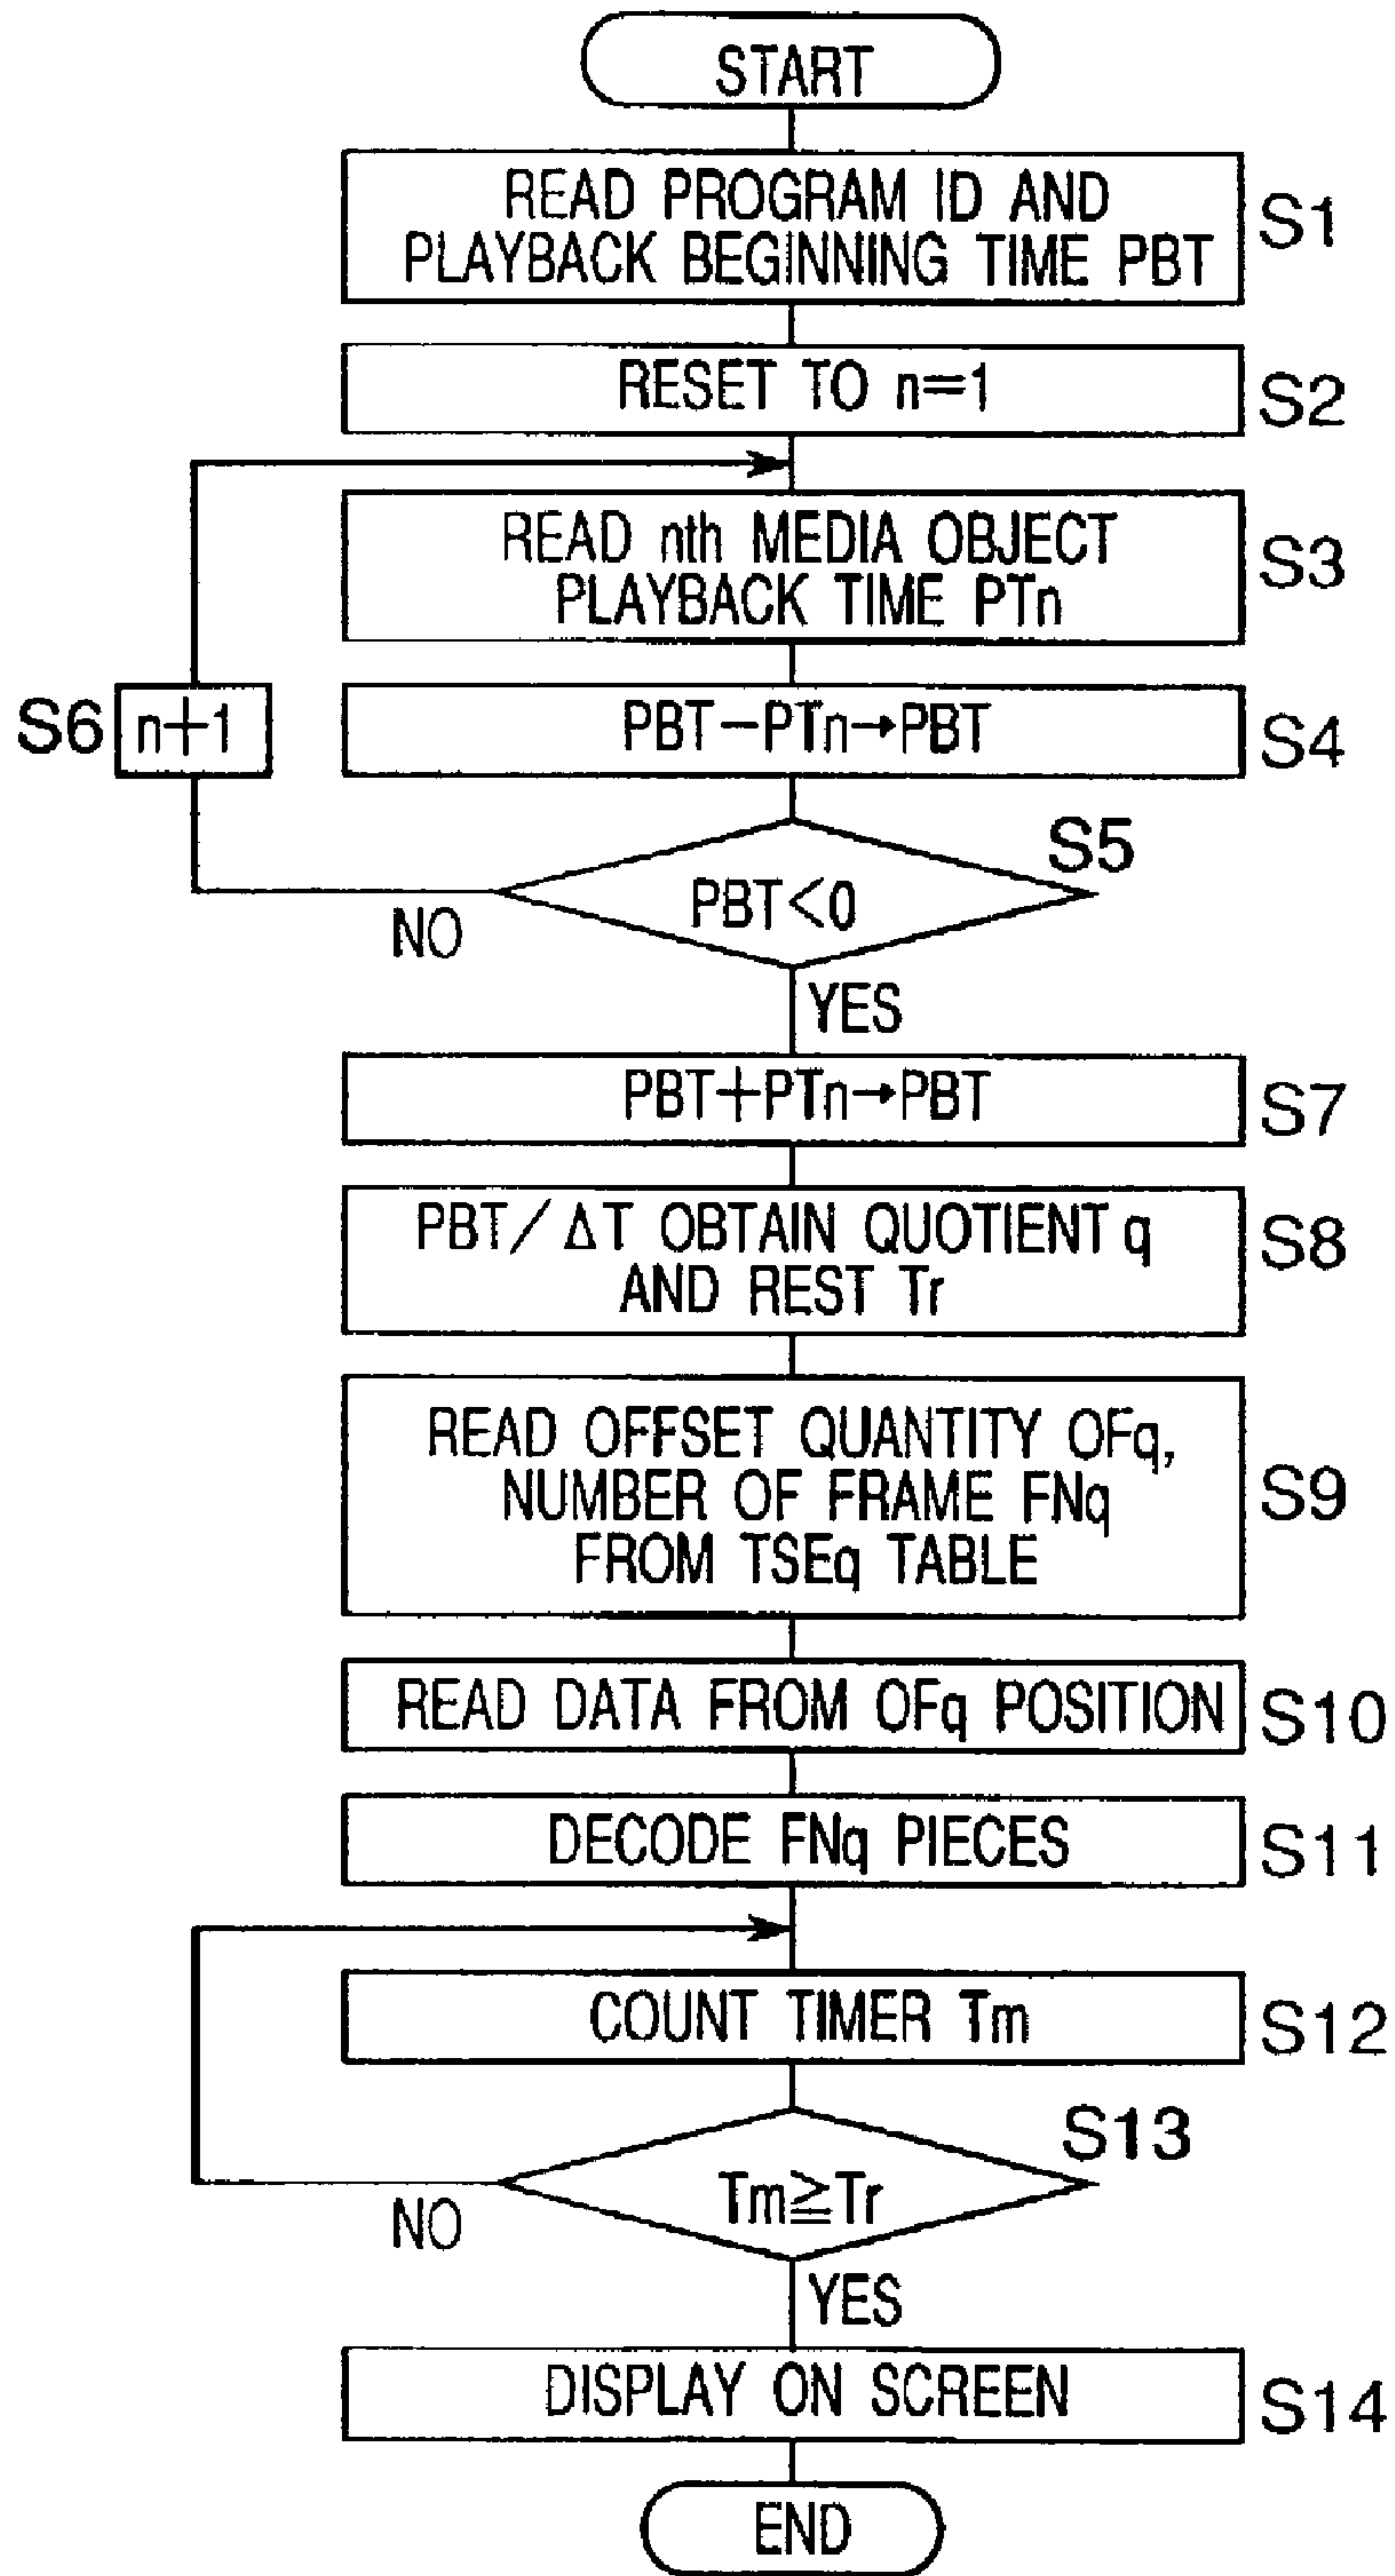 START
READ PROGRAM ID AND
PLAYBACK BEGINNING TIME PBT
S1
RESET TO n=1
S2
READ nth MEDIA OBJECT
PLAYBACK TIME PTn
S3
S6
n+1
PBT-PTn→PBT
S4
S5
PBT<0
NO
YES
PBT+PTn→PBT
S7
PBT/ΔT OBTAIN QUOTIENT q
AND REST Tr
S8
READ OFFSET QUANTITY OFq,
NUMBER OF FRAME FNq
FROM TSEq TABLE
S9
READ DATA FROM OFq POSITION
S10
DECODE FNq PIECES
S11
COUNT TIMER Tm
S12
S13
Tm≧Tr
NO
YES
DISPLAY ON SCREEN
S14
END